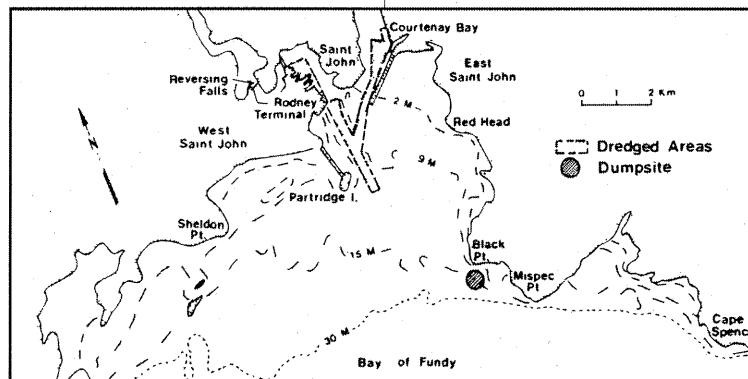 Courtenay Bay
Saint
John
East
Saint John
Reversing
Falls
Rodney
Terminal
2 M
0 1 2 Km
Red Head
West
Saint John
N
Dredged Areas
9 M
Dumpsite
Partridge I.
Sheldon
Pt.
Black
Pt.
15 M
Mispec
Pt
30 M
Cape
Spence
Bay of Fundy